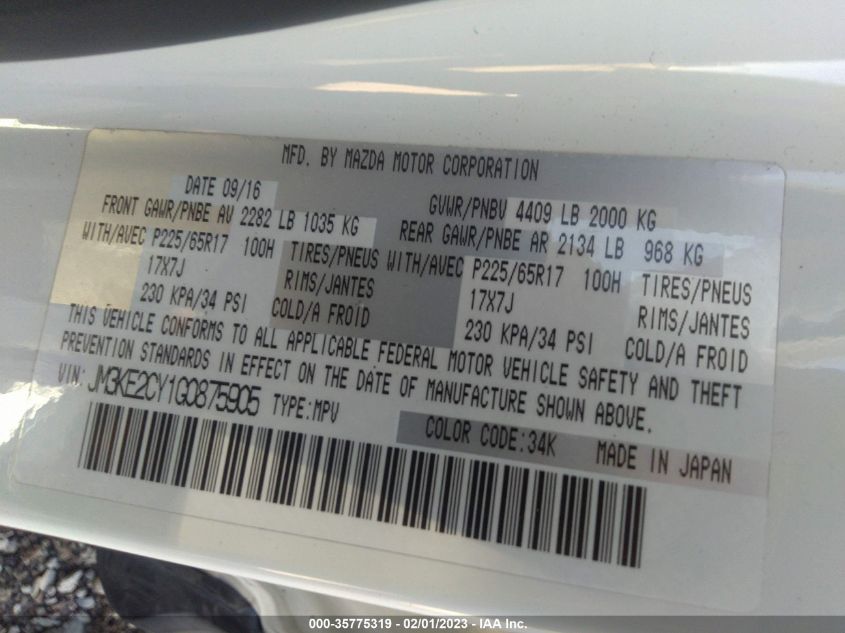 MFD. BY MAZDA MOTOR CORPORATION
DATE 09/16 GVWR/PNBV 4409 LB 2000 KG
FRONT GAWR/PNBE AV 2282 LB 1035 KG REAR GAWR/PNBE AR 2134 LB 968 KG
WITH/AVEC P225/65R17 100H TIRES/PNEUS WITH/AVEC P225/65R17 100H TIRES/PNEUS
17X7J RIMS/JANTES 17X7J RIMS/JANTES
230 KPA/34 PSI COLD/A FROID 230 KPA/34 PSI COLD/A FROID
THIS VEHICLE CONFORMS TO ALL APPLICABLE FEDERAL MOTOR VEHICLE SAFETY AND THEFT
PREVENTION STANDARDS IN EFFECT ON THE DATE OF MANUFACTURE SHOWN ABOVE.
VIN: JM3KE2CY1G0875905 TYPE:MPV COLOR CODE:34K MADE IN JAPAN
000-35775319 - 02/01/2023 - IAA Inc.